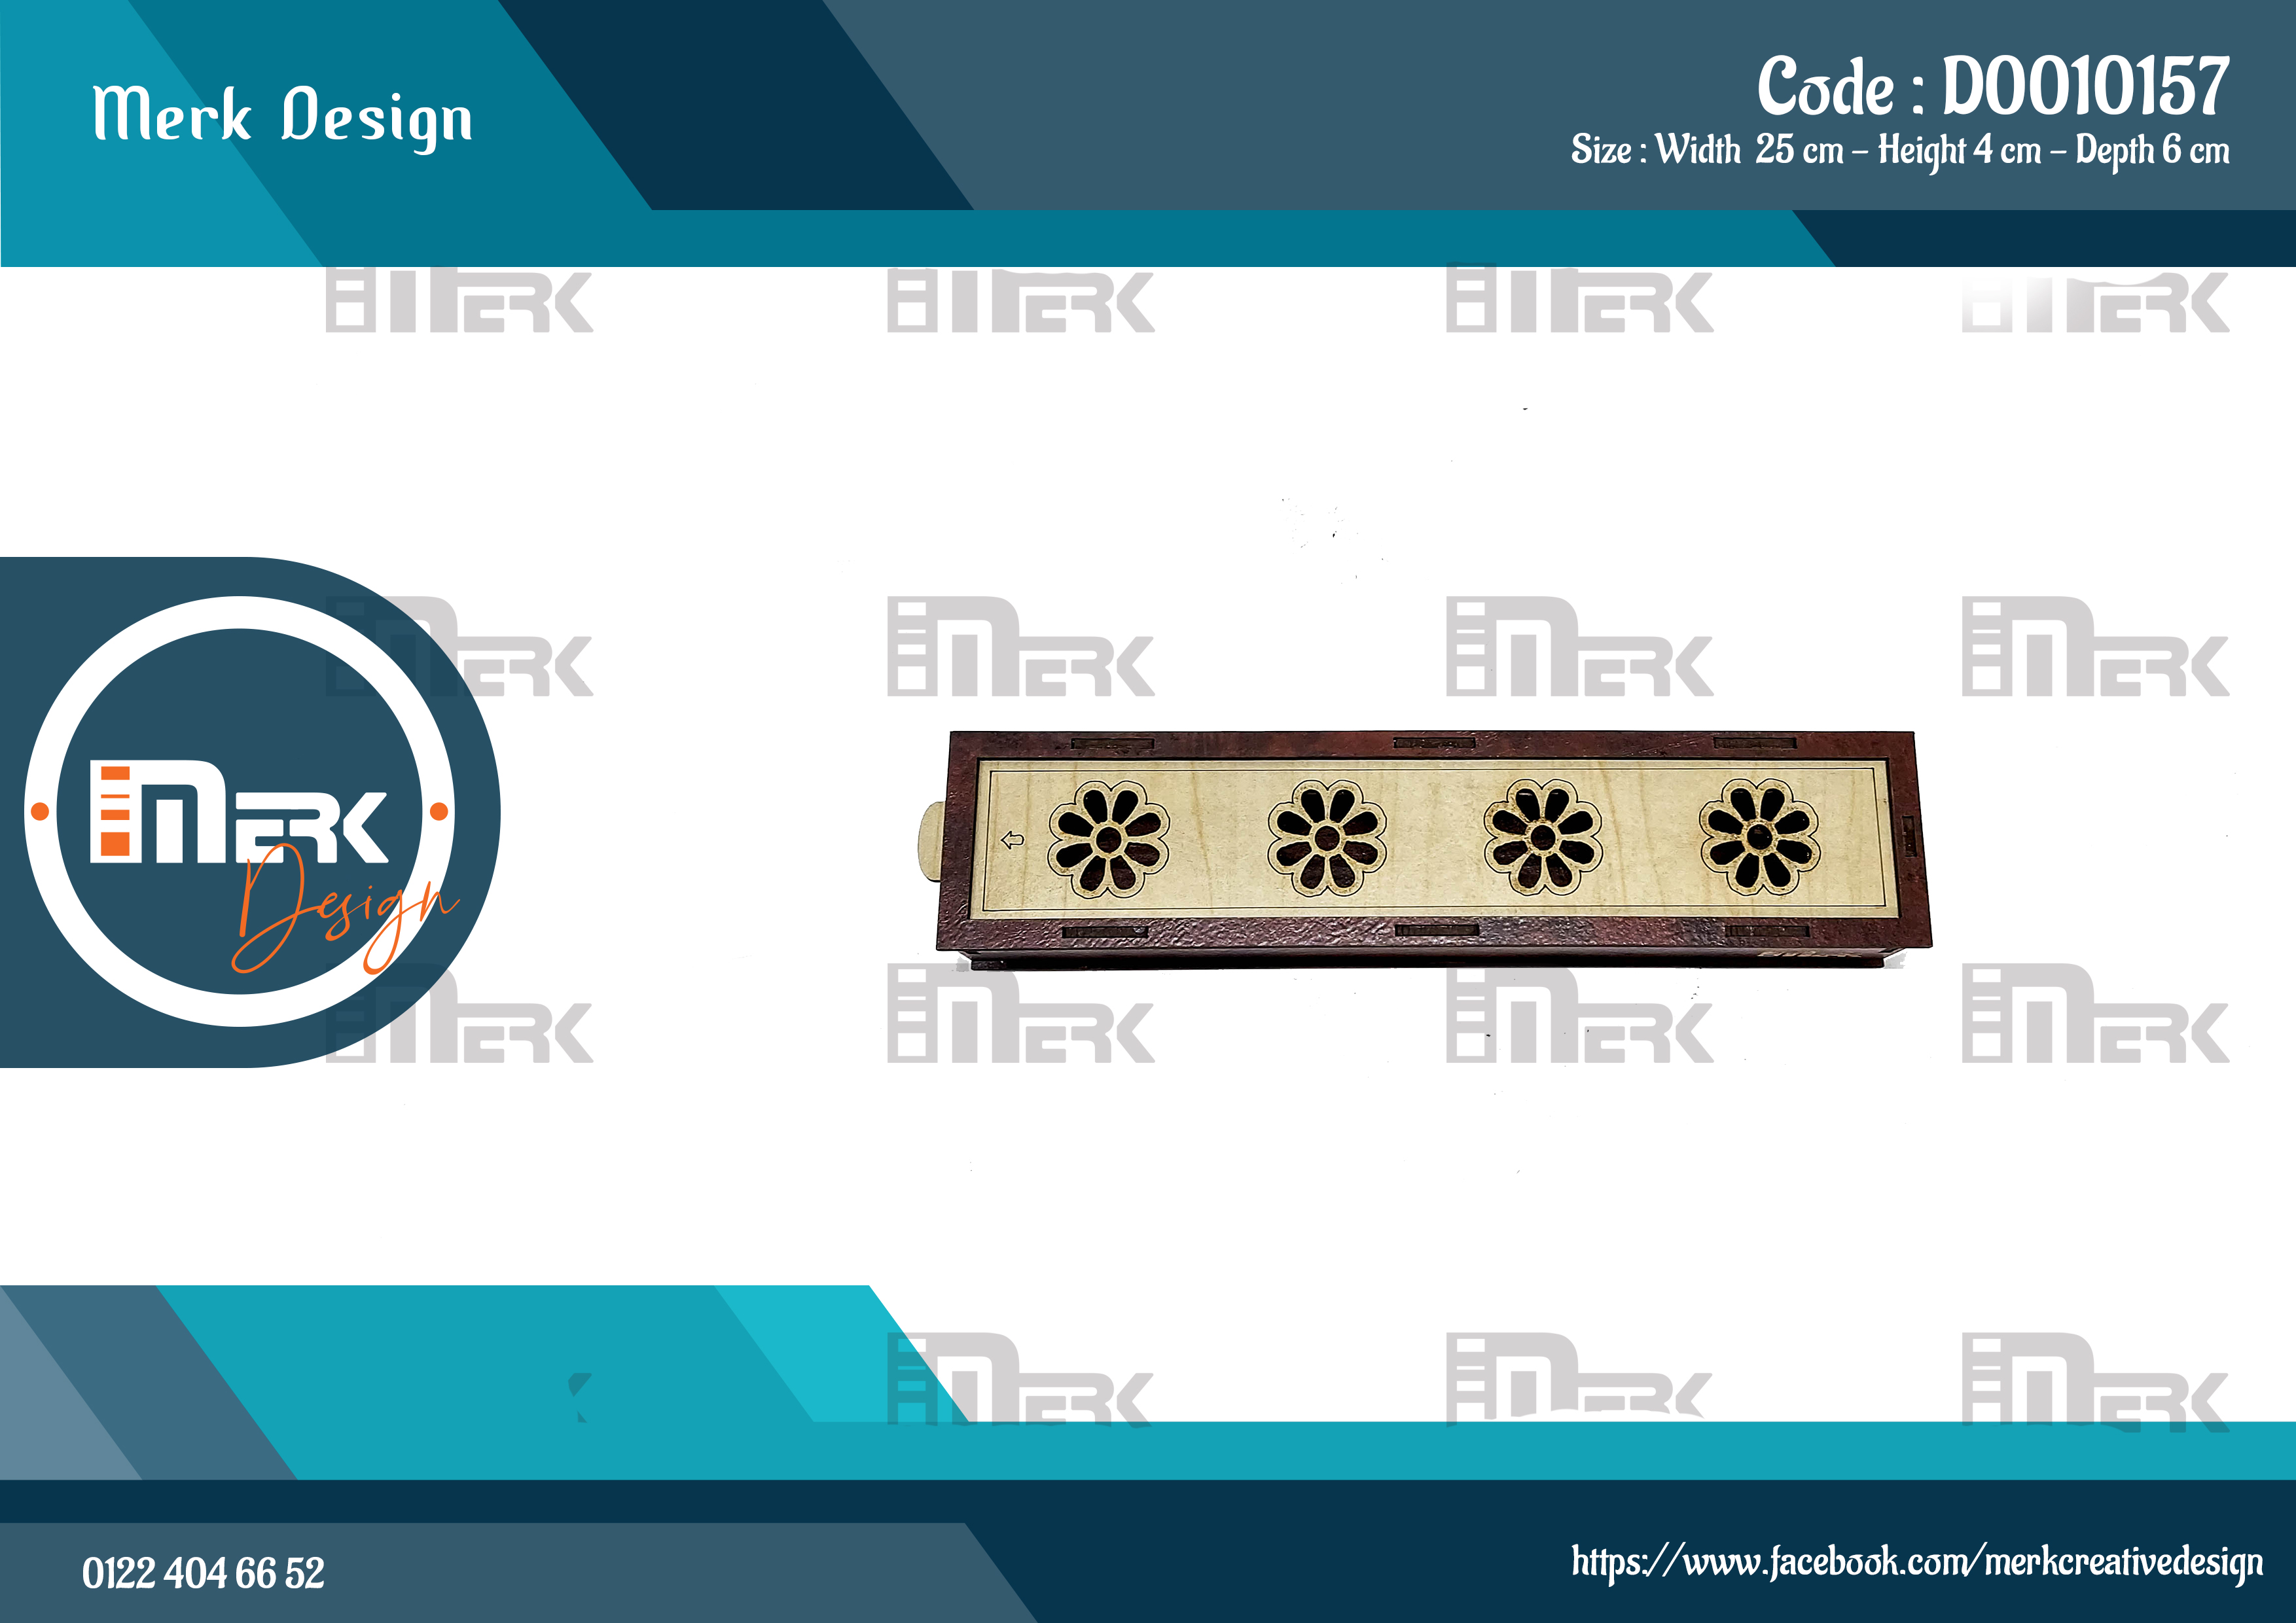 Merk Design
Code : D0010157
Size : Width 25 cm – Height 4 cm – Depth 6 cm
MERK
MERK
MERK
MERK
MERK
MERK
MERK
MERK
MERK
Design
MERK
MERK
MERK
MERK
MERK
MERK
MERK
0122 404 66 52
https://www.facebook.com/merkcreativedesign